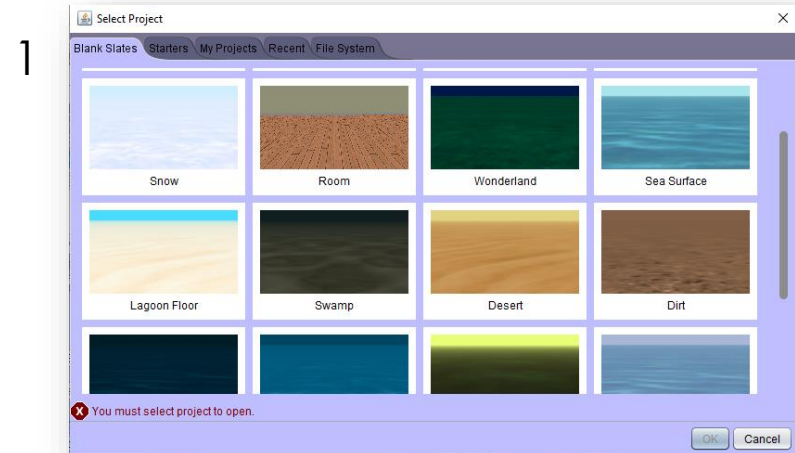 1
Select Project
Blank Slates Starters My Projects Recent File System
Snow Room Wonderland Sea Surface
Lagoon Floor Swamp Desert Dirt
X You must select project to open.
OK Cancel